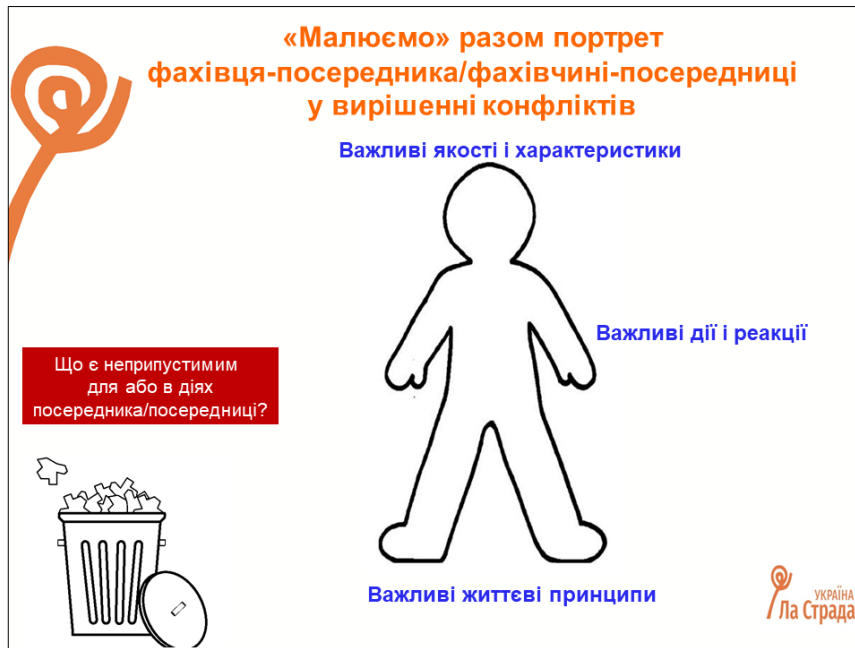 «Малюємо» разом портрет
фахівця-посередника/фахівчині-посередниці
у вирішенні конфліктів
Важливі якості і характеристики
Важливі дії і реакції
Що є неприпустимим
для або в діях
посередника/посередниці?
Важливі життєві принципи
УКРАЇНА
Ла Страда